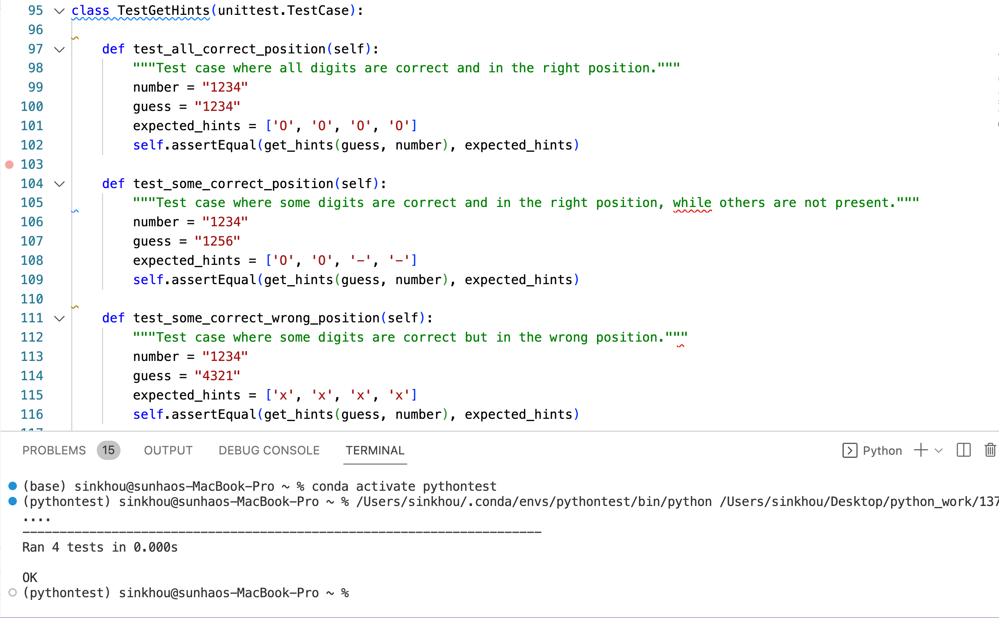 95 class TestGetHints(unittest.TestCase):
96
97     def test_all_correct_position(self):
98         """Test case where all digits are correct and in the right position."""
99         number = "1234"
100         guess = "1234"
101         expected_hints = ['O', 'O', 'O', 'O']
102         self.assertEqual(get_hints(guess, number), expected_hints)
103
104     def test_some_correct_position(self):
105         """Test case where some digits are correct and in the right position, while others are not present."""
106         number = "1234"
107         guess = "1256"
108         expected_hints = ['O', 'O', '-', '-']
109         self.assertEqual(get_hints(guess, number), expected_hints)
110
111     def test_some_correct_wrong_position(self):
112         """Test case where some digits are correct but in the wrong position."""
113         number = "1234"
114         guess = "4321"
115         expected_hints = ['x', 'x', 'x', 'x']
116         self.assertEqual(get_hints(guess, number), expected_hints)
117
PROBLEMS 15 OUTPUT DEBUG CONSOLE TERMINAL Python
(base) sinkhou@sunhaos-MacBook-Pro ~ % conda activate pythontest
(pythontest) sinkhou@sunhaos-MacBook-Pro ~ % /Users/sinkhou/.conda/envs/pythontest/bin/python /Users/sinkhou/Desktop/python_work/137
....
----------------------------------------------------------------------
Ran 4 tests in 0.000s

OK
(pythontest) sinkhou@sunhaos-MacBook-Pro ~ %